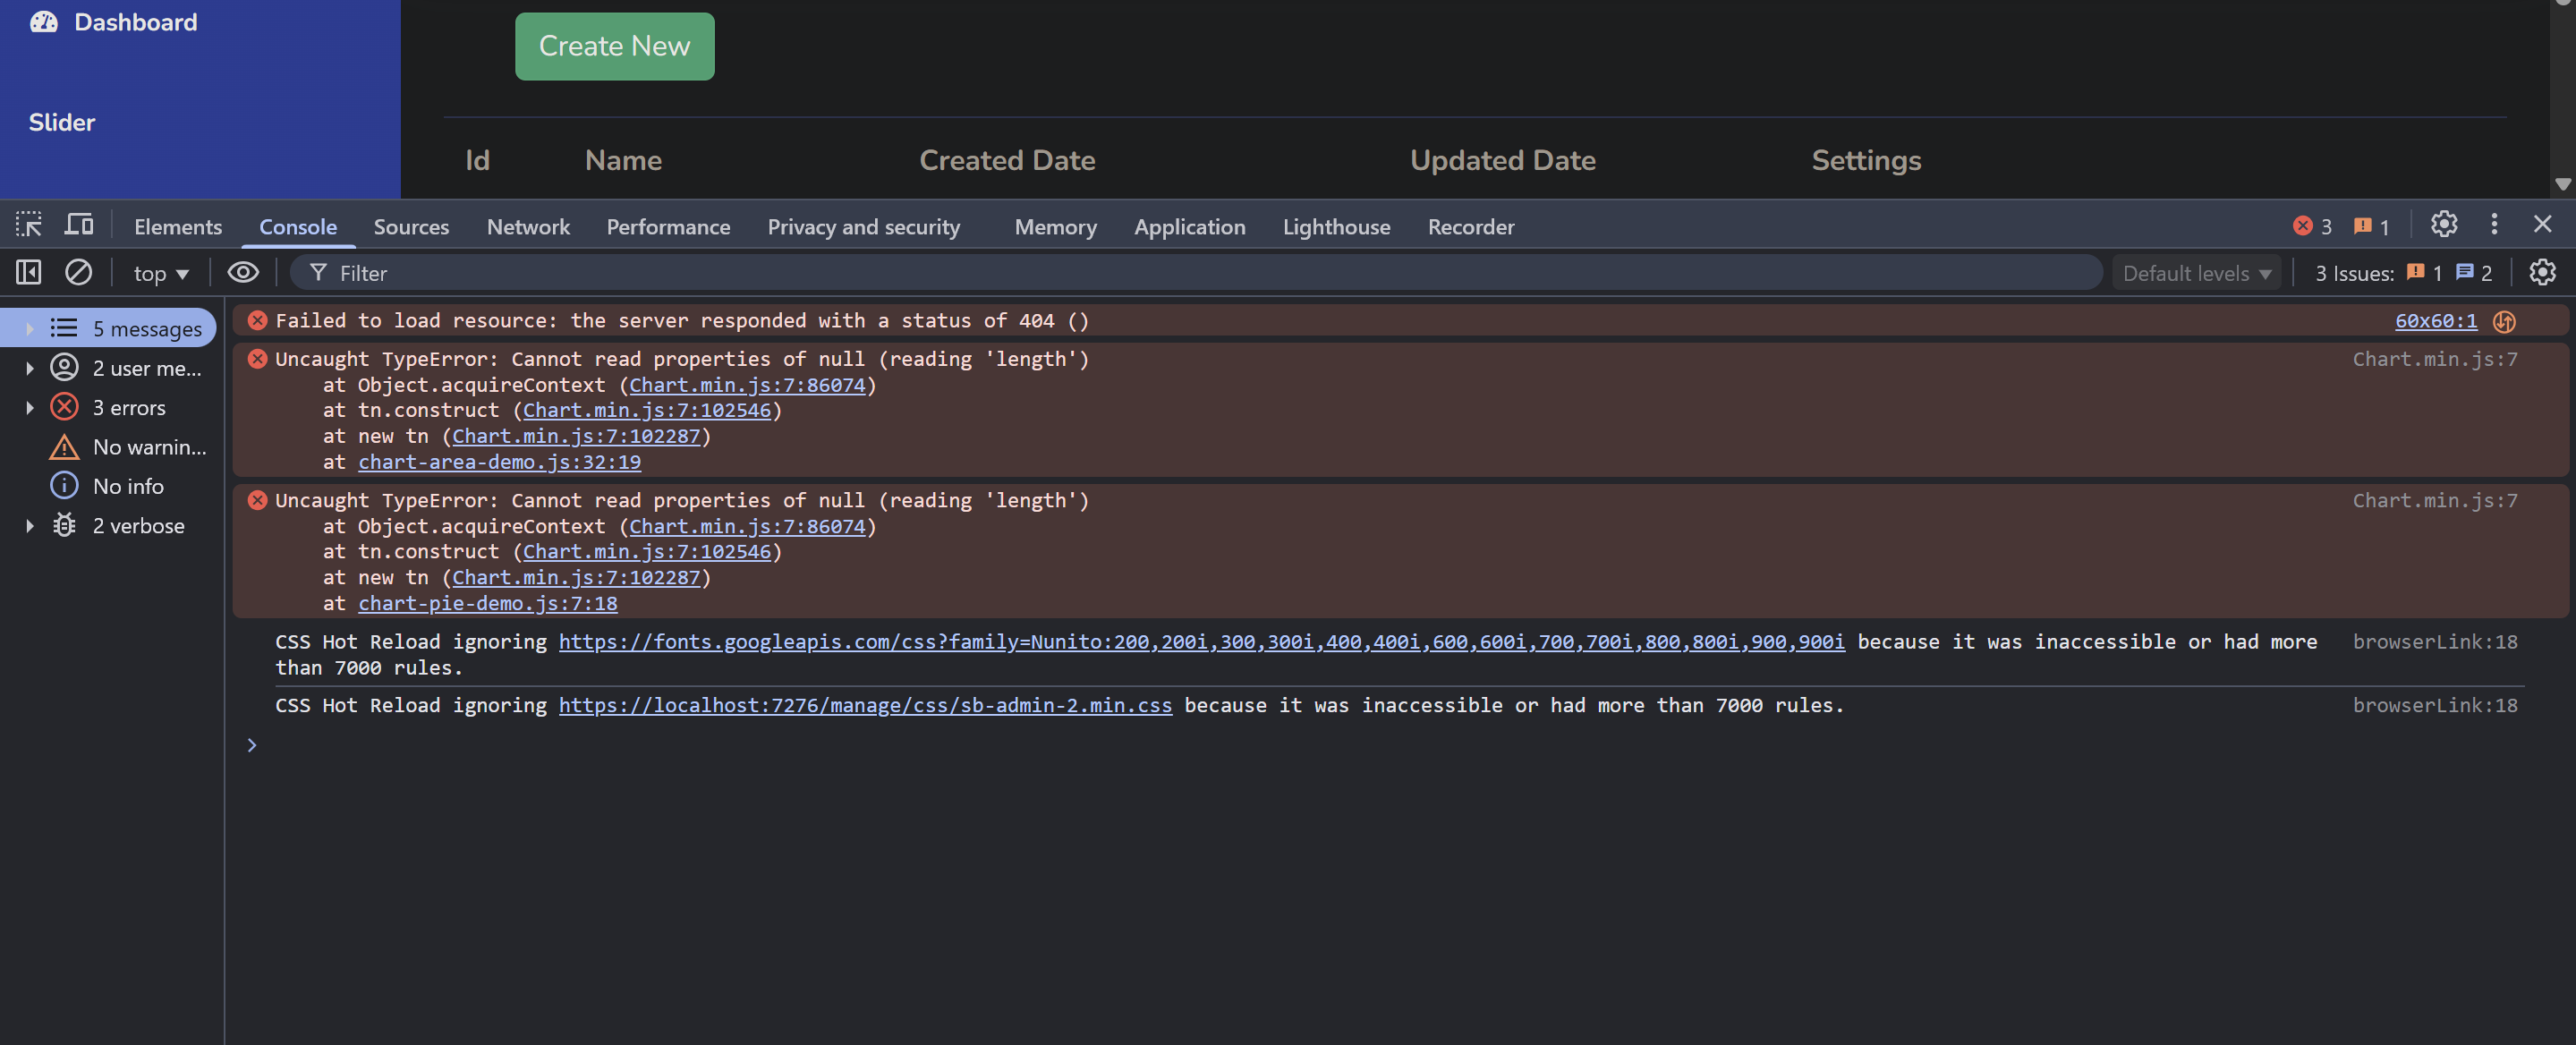 Dashboard
Create New
Slider
Id Name Created Date Updated Date Settings
Elements Console Sources Network Performance Privacy and security Memory Application Lighthouse Recorder 3 1
top Filter Default levels 3 Issues: 1 2
5 messages
2 user me...
3 errors
No warnin...
No info
2 verbose
Failed to load resource: the server responded with a status of 404 () 60x60:1
Uncaught TypeError: Cannot read properties of null (reading 'length') Chart.min.js:7
at Object.acquireContext (Chart.min.js:7:86074)
at tn.construct (Chart.min.js:7:102546)
at new tn (Chart.min.js:7:102287)
at chart-area-demo.js:32:19
Uncaught TypeError: Cannot read properties of null (reading 'length') Chart.min.js:7
at Object.acquireContext (Chart.min.js:7:86074)
at tn.construct (Chart.min.js:7:102546)
at new tn (Chart.min.js:7:102287)
at chart-pie-demo.js:7:18
CSS Hot Reload ignoring https://fonts.googleapis.com/css?family=Nunito:200,200i,300,300i,400,400i,600,600i,700,700i,800,800i,900,900i because it was inaccessible or had more browserLink:18
than 7000 rules.
CSS Hot Reload ignoring https://localhost:7276/manage/css/sb-admin-2.min.css because it was inaccessible or had more than 7000 rules. browserLink:18